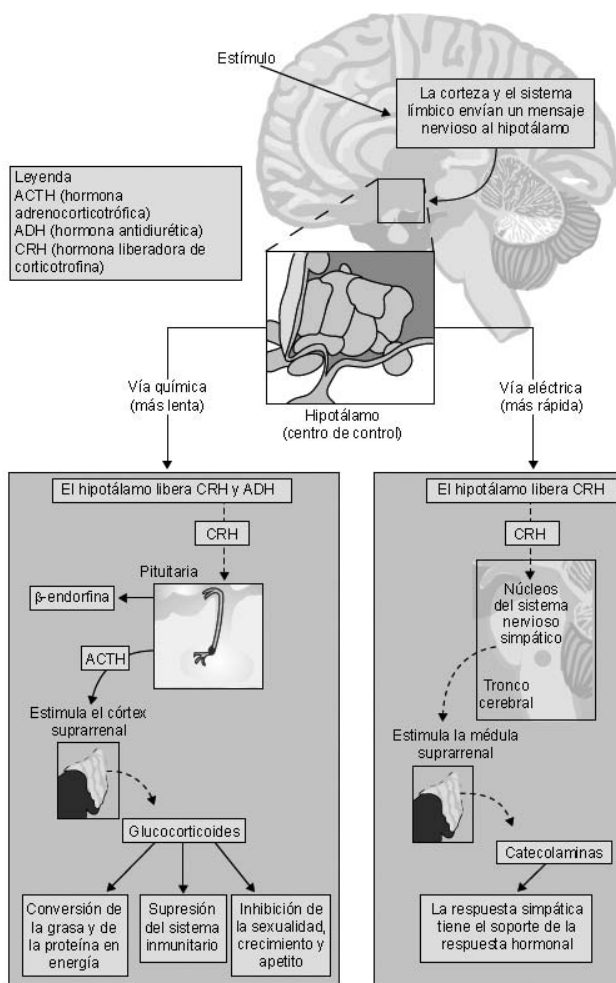 Estímulo
La corteza y el sistema
límbico envían un mensaje
nervioso al hipotálamo
Leyenda
ACTH (hormona
adrenocorticotrófica)
ADH (hormona antidiurética)
CRH (hormona liberadora de
corticotrofina)
Vía química
(más lenta)
Hipotálamo
(centro de control)
Vía eléctrica
(más rápida)
El hipotálamo libera CRH y ADH
CRH
Pituitaria
β-endorfina
ACTH
Estimula el córtex
suprarrenal
Glucocorticoides
Conversión de
la grasa y de
la proteína en
energía
Supresión del
sistema
inmunitario
Inhibición de
la sexualidad,
crecimiento y
apetito
El hipotálamo libera CRH
CRH
Núcleos
del sistema
nervioso
simpático
Tronco
cerebral
Estimula la médula
suprarrenal
Catecolaminas
La respuesta simpática
tiene el soporte de la
respuesta hormonal